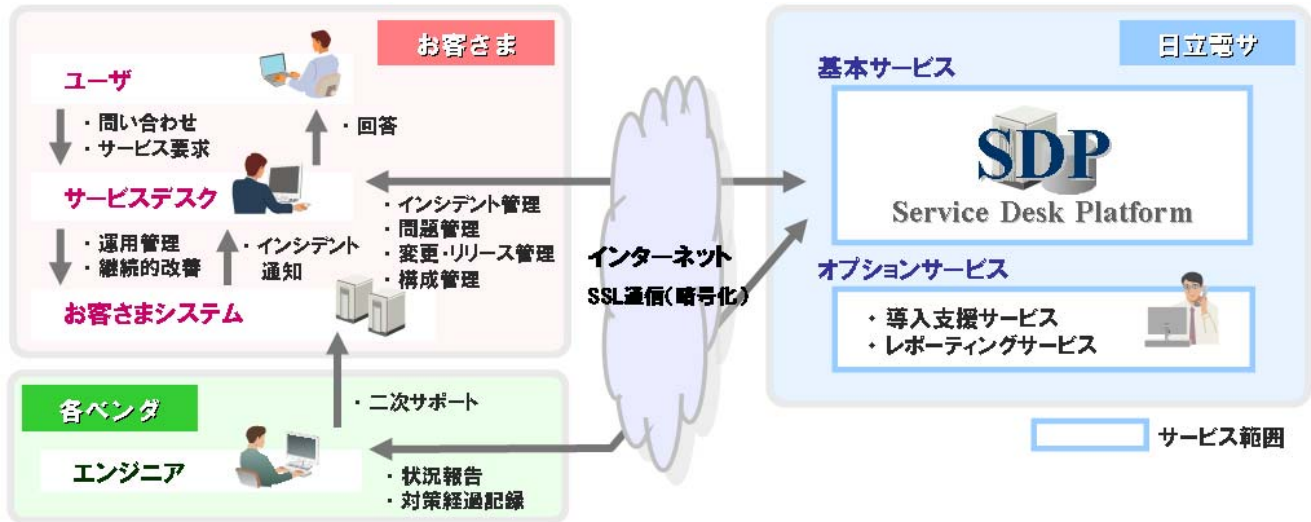 お客さま
ユーザ
・問い合わせ
・サービス要求
・回答
サービスデスク
・運用管理
・継続的改善
・インシデント
通知
お客さまシステム
・インシデント管理
・問題管理
・変更・リリース管理
・構成管理
各ベンダ
エンジニア
・二次サポート
・状況報告
・対策経過記録
インターネット
SSL通信(暗号化)
日立電サ
基本サービス
SDP
Service Desk Platform
オプションサービス
・導入支援サービス
・レポーティングサービス
サービス範囲